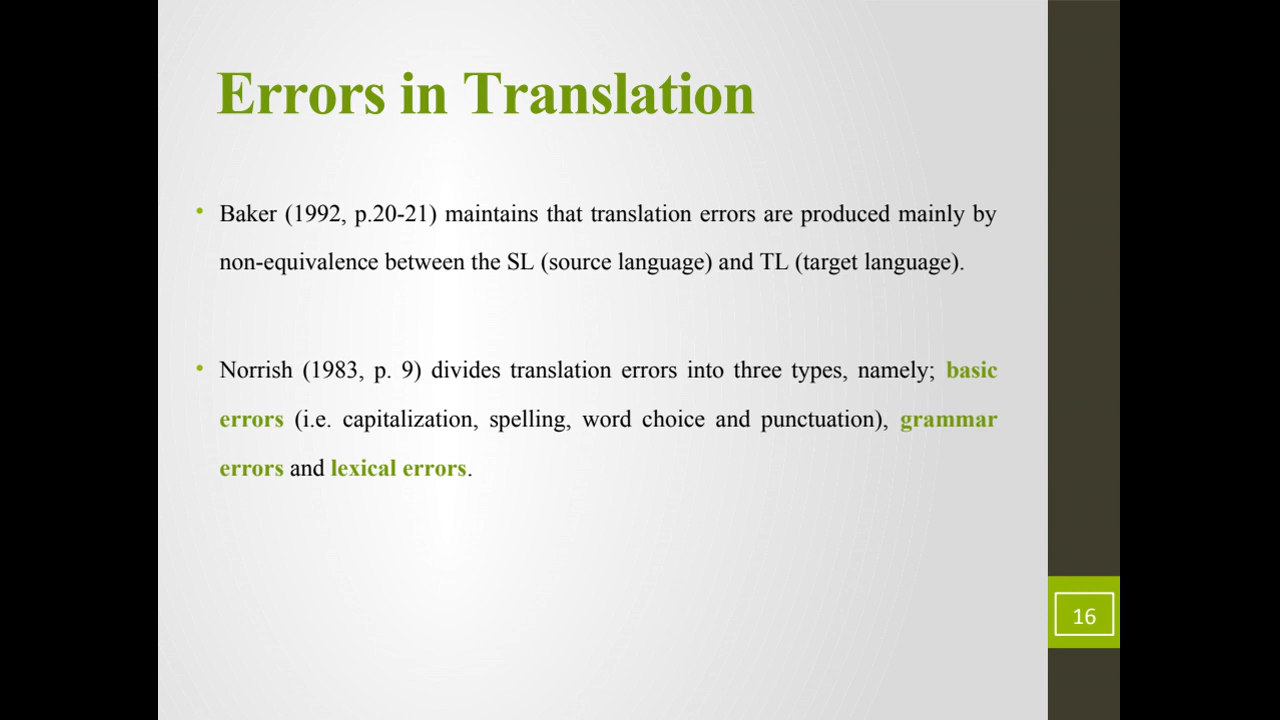 Errors in Translation
• Baker (1992, p.20-21) maintains that translation errors are produced mainly by
non-equivalence between the SL (source language) and TL (target language).
• Norrish (1983, p. 9) divides translation errors into three types, namely; basic
errors (i.e. capitalization, spelling, word choice and punctuation), grammar
errors and lexical errors.
16